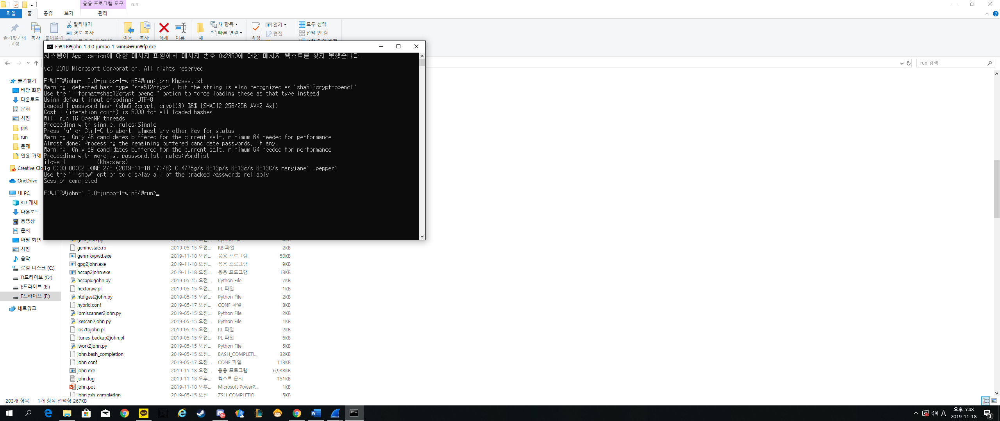 응용 프로그램 도구
run
파일
홈
공유
보기
관리
즐겨찾기에
고정
복사
붙여넣기
잘라내기
경로 복사
이동
복사
삭제
이름
새
새 항목
빠른 연결
속성
열기
편집
모두 선택
선택 안 함
run 검색
F:₩JTR₩john-1.9.0-jumbo-1-win64₩run₩fp.exe
시스템이 Application에 대한 메시지 파일에서 메시지 번호 0x2350에 대한 메시지 텍스트를 찾지 못했습니다.
(c) 2018 Microsoft Corporation. All rights reserved.
F:₩JTR₩john-1.9.0-jumbo-1-win64₩run>john khpass.txt
Warning: detected hash type "sha512crypt", but the string is also recognized as "sha512crypt-opencl"
Use the "--format=sha512crypt-opencl" option to force loading these as that type instead
Using default input encoding: UTF-8
Loaded 1 password hash (sha512crypt, crypt(3) $6$ [SHA512 256/256 AVX2 4x])
Cost 1 (iteration count) is 5000 for all loaded hashes
Will run 16 OpenMP threads
Proceeding with single, rules:Single
Press 'q' or Ctrl-C to abort, almost any other key for status
Warning: Only 46 candidates buffered for the current salt, minimum 64 needed for performance.
Almost done: Processing the remaining buffered candidate passwords, if any.
Warning: Only 59 candidates buffered for the current salt, minimum 64 needed for performance.
Proceeding with wordlist:password.lst, rules:Wordlist
iloveu1          (khackers)
1g 0:00:00:02 DONE 2/3 (2019-11-18 17:48) 0.4775g/s 6313p/s 6313c/s 6313C/s maryjane1..pepper1
Use the "--show" option to display all of the cracked passwords reliably
Session completed
F:₩JTR₩john-1.9.0-jumbo-1-win64₩run>
즐겨찾기
바탕 화면
다운로드
문서
사진
ppt
run
문제
인윤 과제
Creative Clo
OneDrive
내 PC
3D 개체
다운로드
동영상
문서
바탕 화면
사진
음악
로컬 디스크 (C:)
D드라이브 (D:)
E드라이브 (E:)
F드라이브 (F:)
네트워크
genincstats.rb 2019-05-15 오전... RB 파일 2KB
genmkvpwd.exe 2019-11-18 오전... 응용 프로그램 50KB
gpg2john.exe 2019-11-18 오전... 응용 프로그램 9KB
hccap2john.exe 2019-11-18 오전... 응용 프로그램 18KB
hccapx2john.py 2019-05-15 오전... Python File 7KB
hextoraw.pl 2019-05-15 오전... PL 파일 1KB
htdigest2john.py 2019-05-15 오전... Python File 2KB
hybrid.conf 2019-05-17 오전... CONF 파일 8KB
ibmiscanner2john.py 2019-05-15 오전... Python File 2KB
ikescan2john.py 2019-05-15 오전... Python File 1KB
ios7tojohn.pl 2019-05-15 오전... PL 파일 2KB
itunes_backup2john.pl 2019-05-15 오전... PL 파일 6KB
iwork2john.py 2019-05-15 오전... Python File 5KB
john.bash_completion 2019-05-15 오전... BASH_COMPLETI... 32KB
john.conf 2019-05-17 오전... CONF 파일 113KB
john.exe 2019-11-18 오전... 응용 프로그램 6,938KB
john.log 2019-11-18 오후... 텍스트 문서 151KB
john.pot 2019-11-18 오후... Microsoft PowerP... 1KB
john.zsh_completion 2019-05-15 오전 ZSH_COMPLETIO 5KB
203개 항목
1개 항목 선택함 267KB
TALK
9+
A
오후 5:48
2019-11-18
3